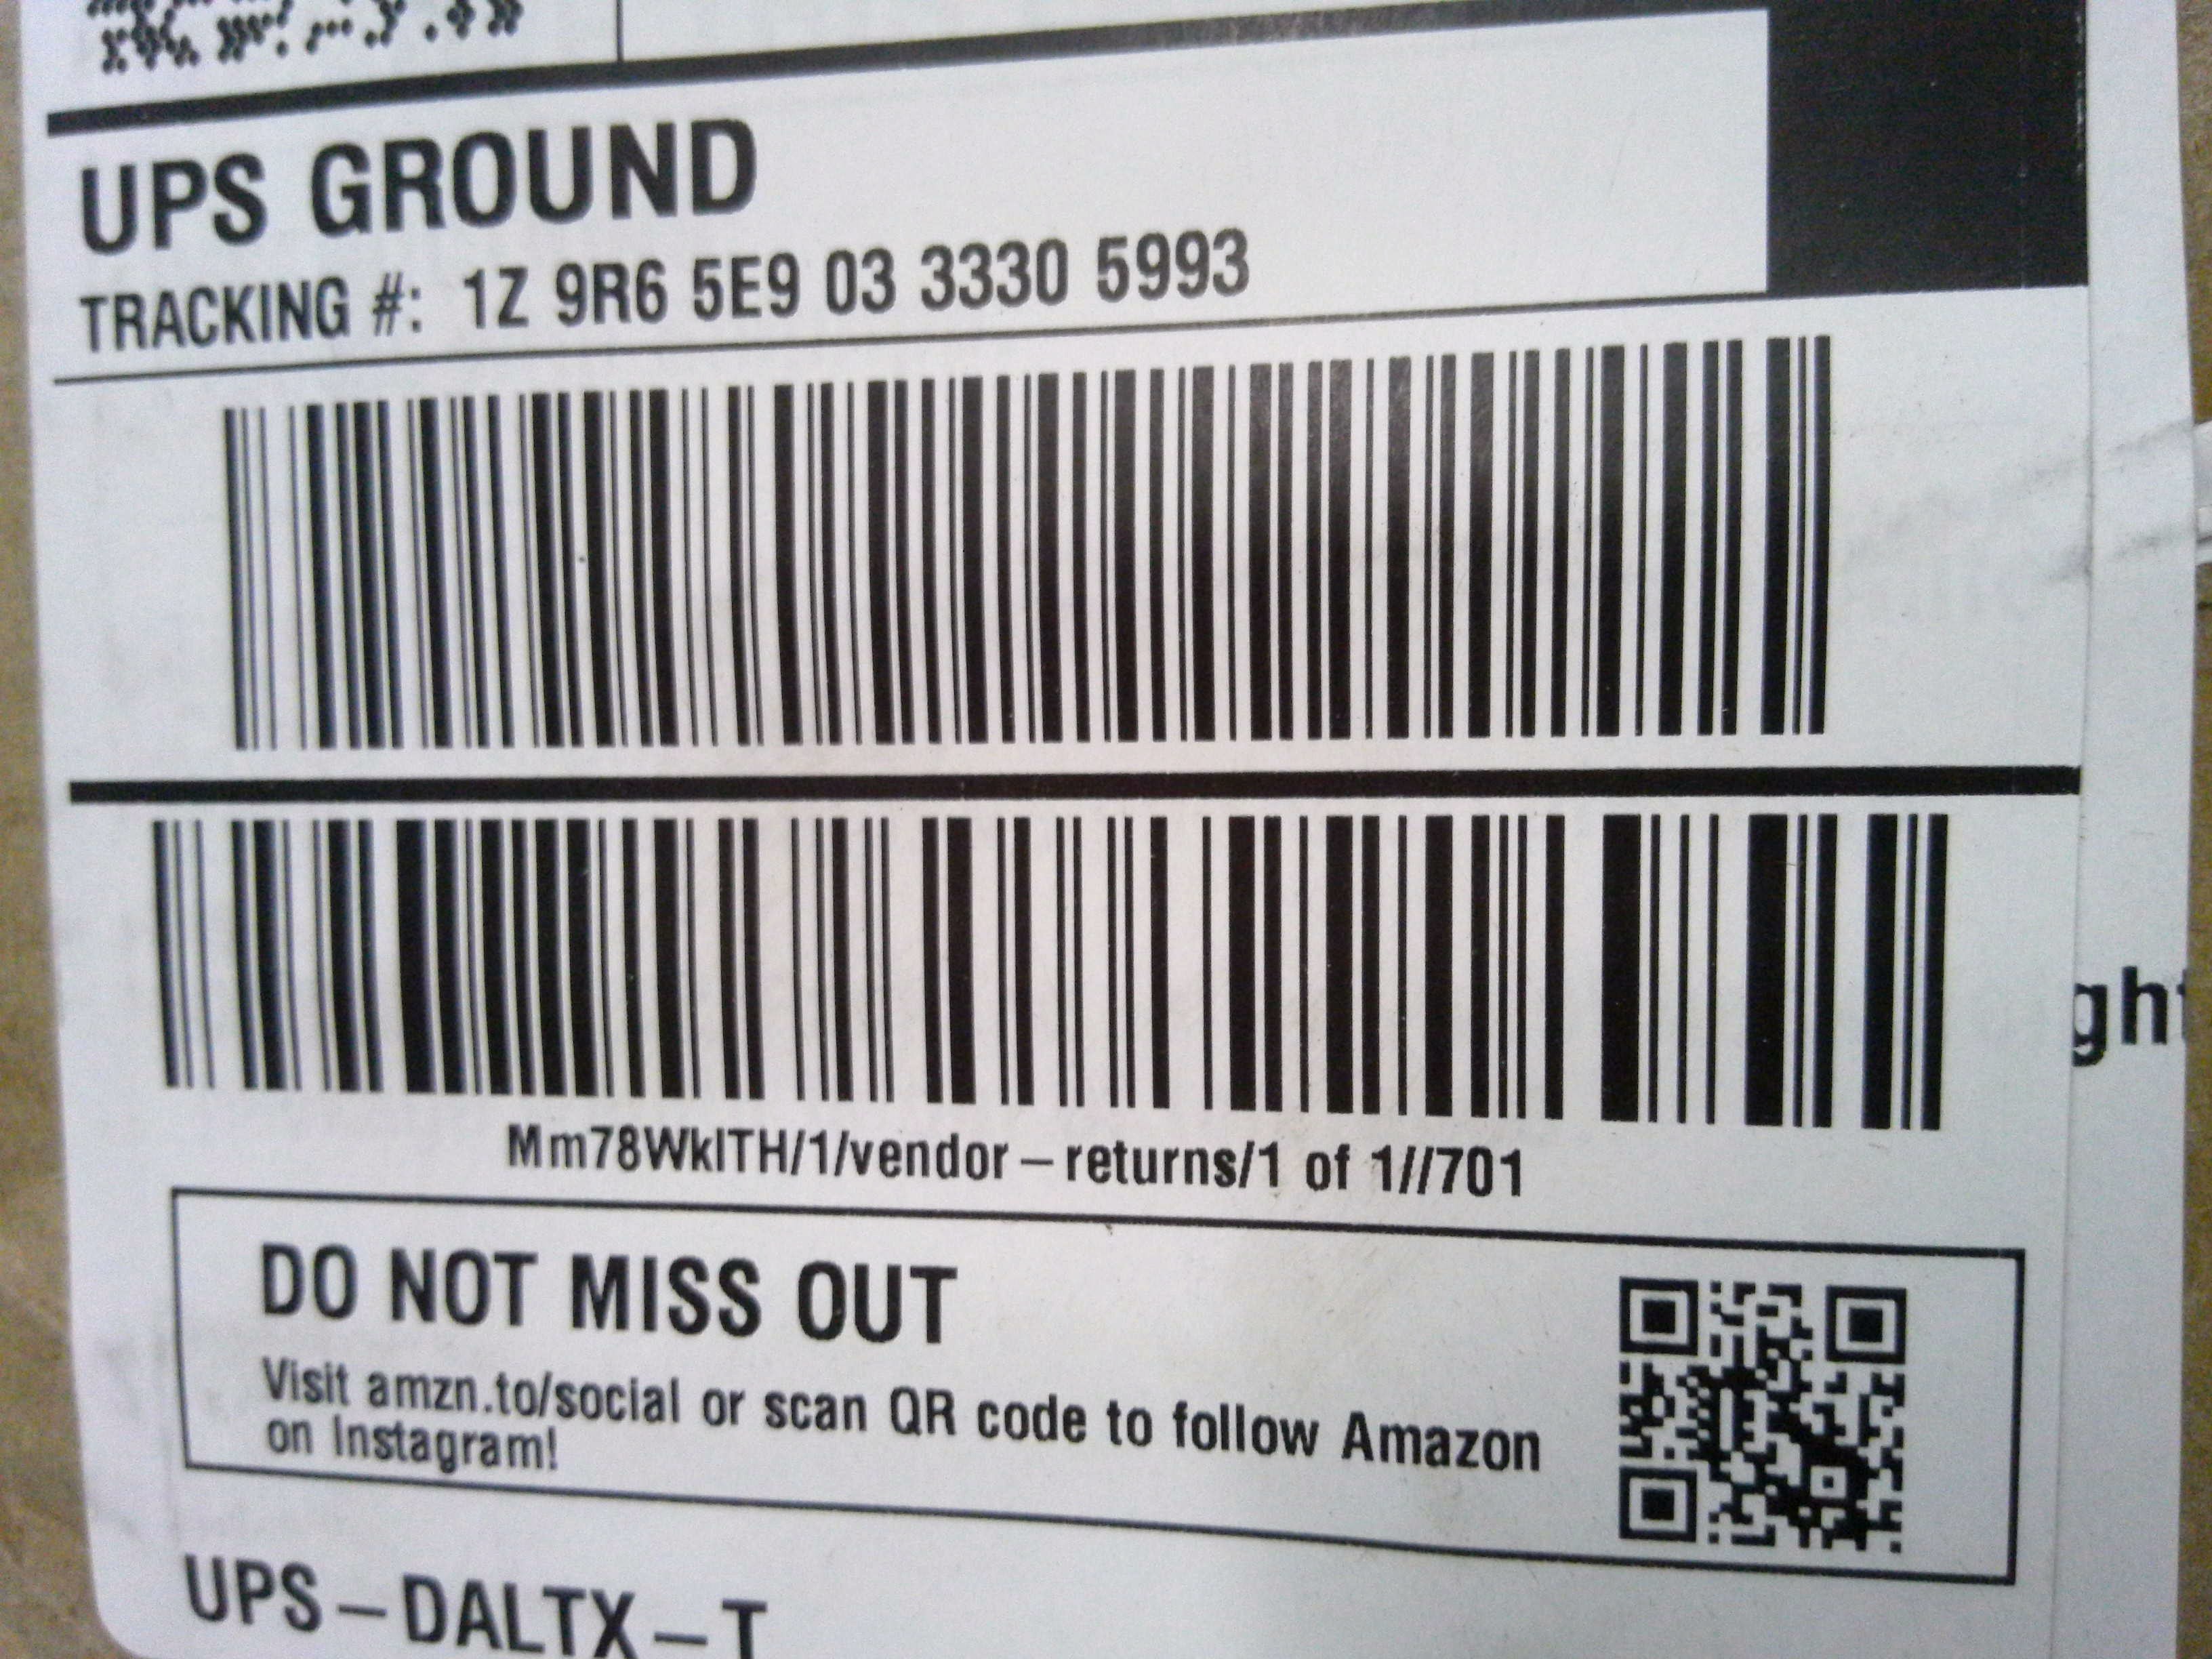 UPS GROUND
TRACKING #: 1Z 9R6 5E9 03 3330 5993
Mm78WklTH/1/vendor-returns/1 of 1//701
DO NOT MISS OUT
Visit amzn.to/social or scan QR code to follow Amazon
on Instagram!
UPS-DALTX-T